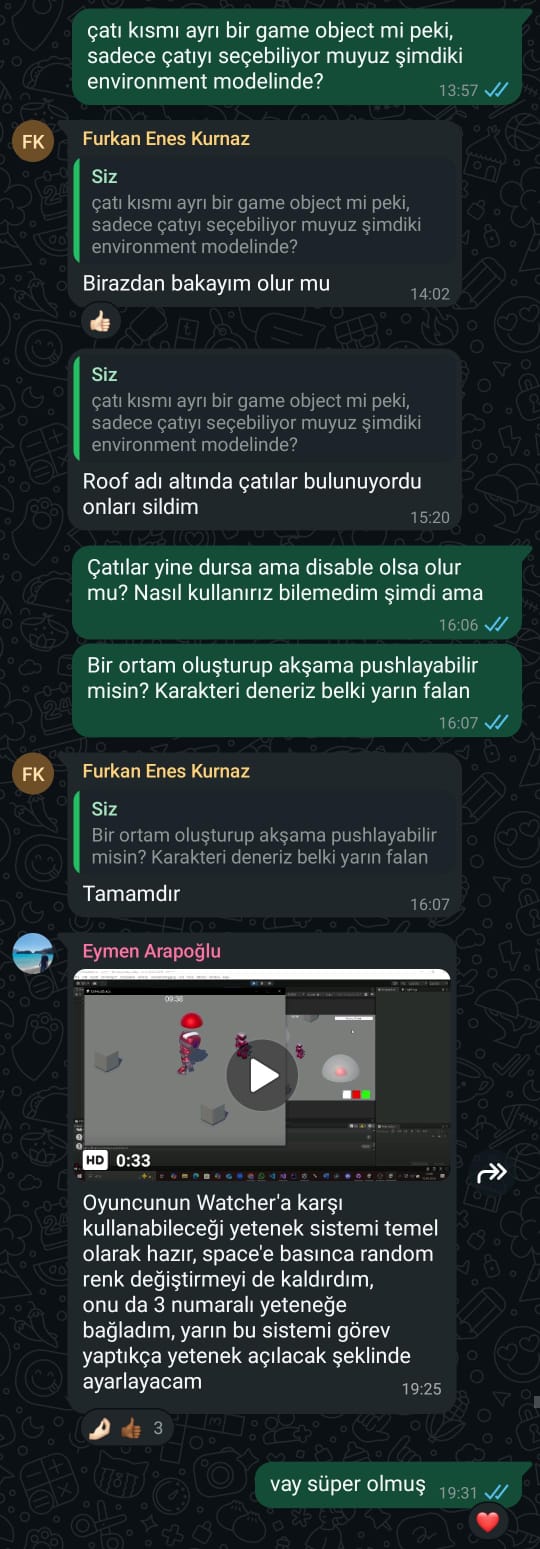 çatı kısmı ayrı bir game object mi peki,
sadece çatıyı seçebiliyor muyuz şimdiki
environment modelinde?
13:57
FK
Furkan Enes Kurnaz
Siz
çatı kısmı ayrı bir game object mi peki,
sadece çatıyı seçebiliyor muyuz şimdiki
environment modelinde?
Birazdan bakayım olur mu
14:02
Siz
çatı kısmı ayrı bir game object mi peki,
sadece çatıyı seçebiliyor muyuz şimdiki
environment modelinde?
Roof adı altında çatılar bulunuyordu
onları sildim
15:20
Çatılar yine dursa ama disable olsa olur
mu? Nasıl kullanırız bilemedim şimdi ama
16:06
Bir ortam oluşturup akşama pushlayabilir
misin? Karakteri deneriz belki yarın falan
16:07
FK
Furkan Enes Kurnaz
Siz
Bir ortam oluşturup akşama pushlayabilir
misin? Karakteri deneriz belki yarın falan
Tamamdır
16:07
Eymen Arapoğlu
09:38
HD 0:33
Oyuncunun Watcher'a karşı
kullanabileceği yetenek sistemi temel
olarak hazır, space'e basınca random
renk değiştirmeyi de kaldırdım,
onu da 3 numaralı yeteneğe
bağladım, yarın bu sistemi görev
yaptıkça yetenek açılacak şeklinde
ayarlayacam
19:25
3
vay süper olmuş
19:31